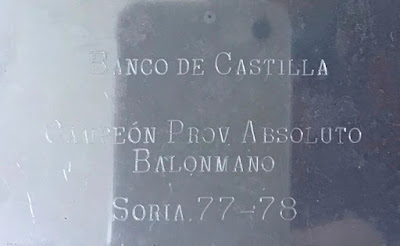 BANCO DE CASTILLA
CAMPEÓN PROV ABSOLUTO
BALONMANO
SORIA. 77-78